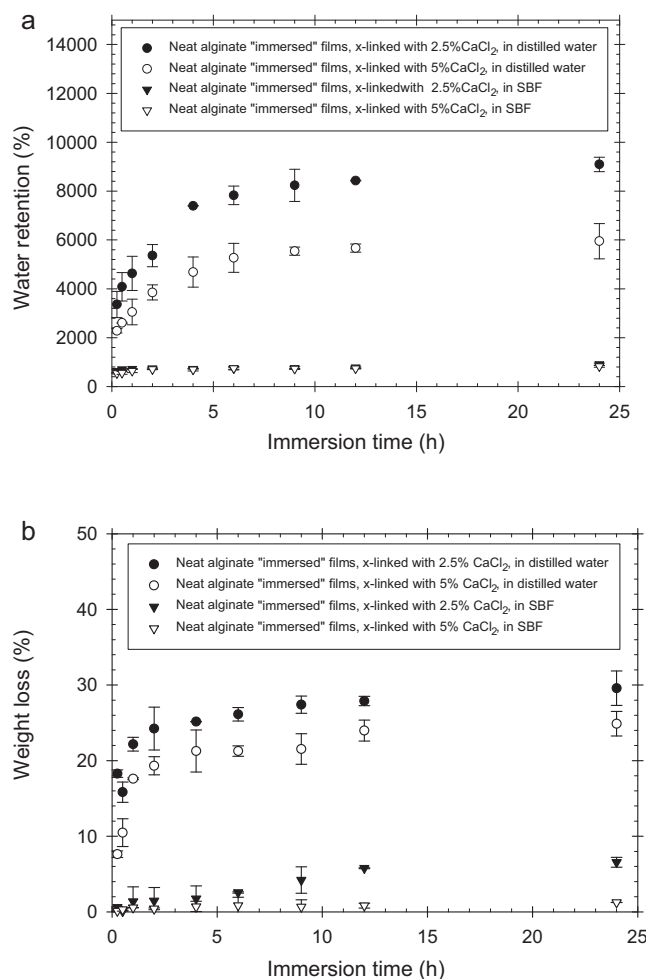 a
14000
12000
10000
8000
6000
4000
2000
0
Water retention (%)
Neat alginate "immersed" films, x-linked with 2.5%CaCl2, in distilled water
Neat alginate "immersed" films, x-linked with 5%CaCl2, in distilled water
Neat alginate "immersed" films, x-linkedwith 2.5%CaCl2, in SBF
Neat alginate "immersed" films, x-linked with 5%CaCl2, in SBF
0 5 10 15 20 25
Immersion time (h)
b
50
40
30
20
10
0
Weight loss (%)
Neat alginate "immersed" films, x-linked with 2.5% CaCl2, in distilled water
Neat alginate "immersed" films, x-linked with 5% CaCl2, in distilled water
Neat alginate "immersed" films, x-linked with 2.5% CaCl2, in SBF
Neat alginate "immersed" films, x-linked with 5% CaCl2, in SBF
0 5 10 15 20 25
Immersion time (h)